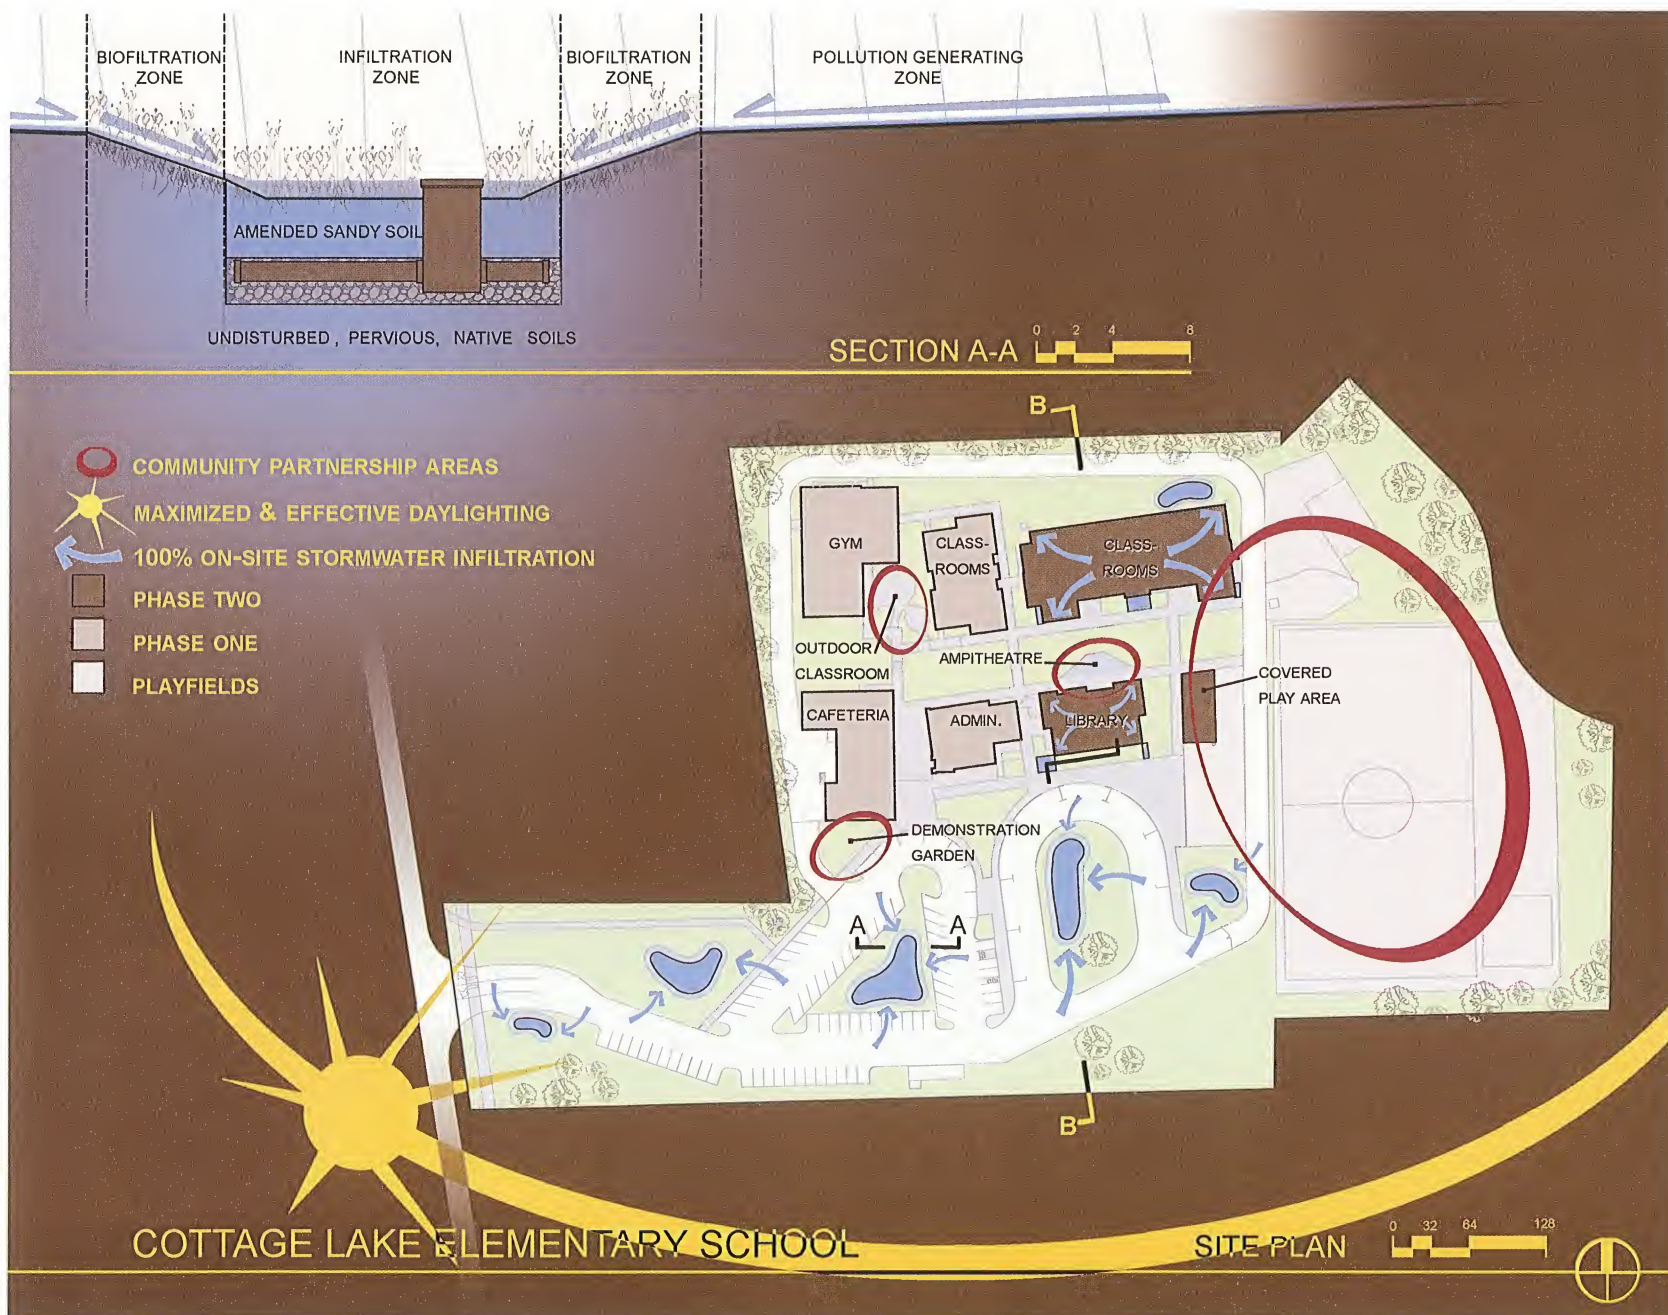 BIOFILTRATION
ZONE
INFILTRATION
ZONE
BIOFILTRATION
ZONE
POLLUTION GENERATING
ZONE
AMENDED SANDY SOIL
UNDISTURBED, PERVIOUS, NATIVE SOILS
SECTION A-A
0 2 4 8
COMMUNITY PARTNERSHIP AREAS
MAXIMIZED & EFFECTIVE DAYLIGHTING
100% ON-SITE STORMWATER INFILTRATION
PHASE TWO
PHASE ONE
PLAYFIELDS
B
GYM
CLASS-
ROOMS
CLASS-
ROOMS
OUTDOOR
CLASSROOM
AMPITHEATRE
COVERED
PLAY AREA
CAFETERIA
ADMIN.
LIBRARY
DEMONSTRATION
GARDEN
A A
B
COTTAGE LAKE ELEMENTARY SCHOOL
SITE PLAN
0 32 64 128